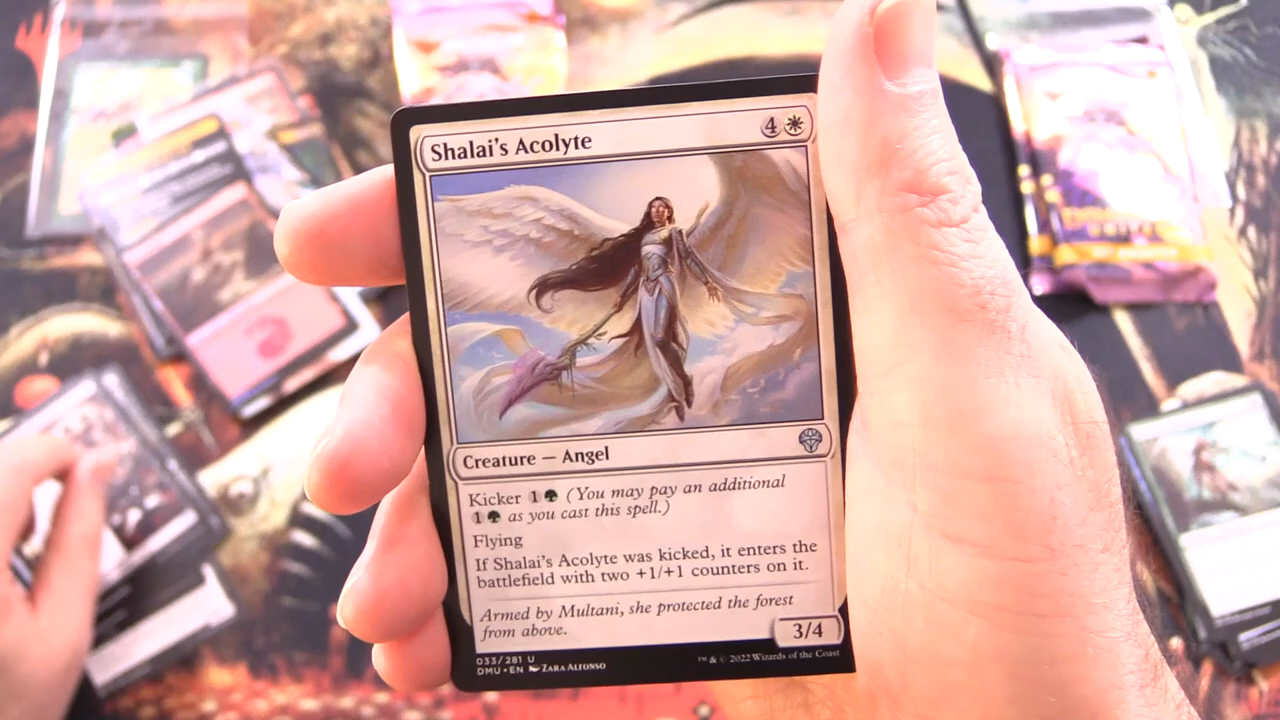 Shalai's Acolyte
4
Creature — Angel
Kicker 1 (You may pay an additional
1 as you cast this spell.)
Flying
If Shalai's Acolyte was kicked, it enters the
battlefield with two +1/+1 counters on it.
Armed by Multani, she protected the forest
from above.
3/4
033/281 U
DMU • EN Zara Alfonso
™ & © 2022 Wizards of the Coast